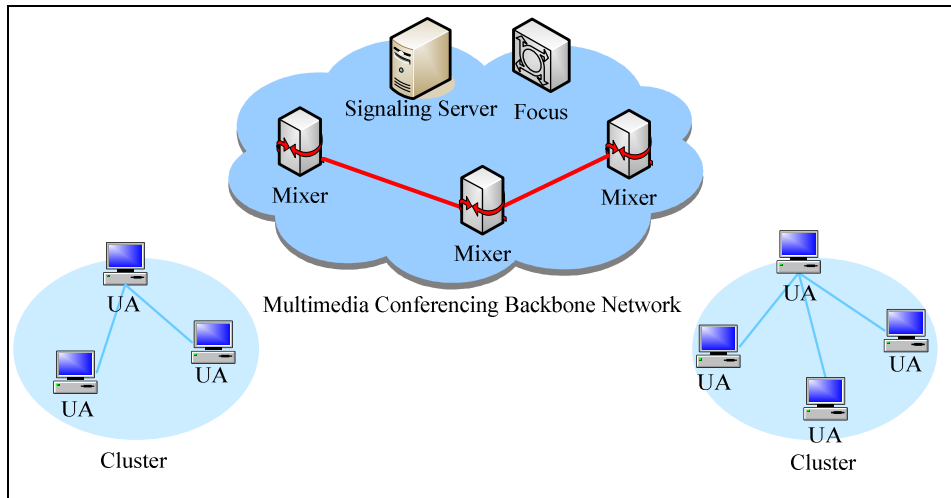 Signaling Server
Focus
Mixer
Mixer
Mixer
Multimedia Conferencing Backbone Network
UA
UA
UA
Cluster
UA
UA
UA
UA
Cluster